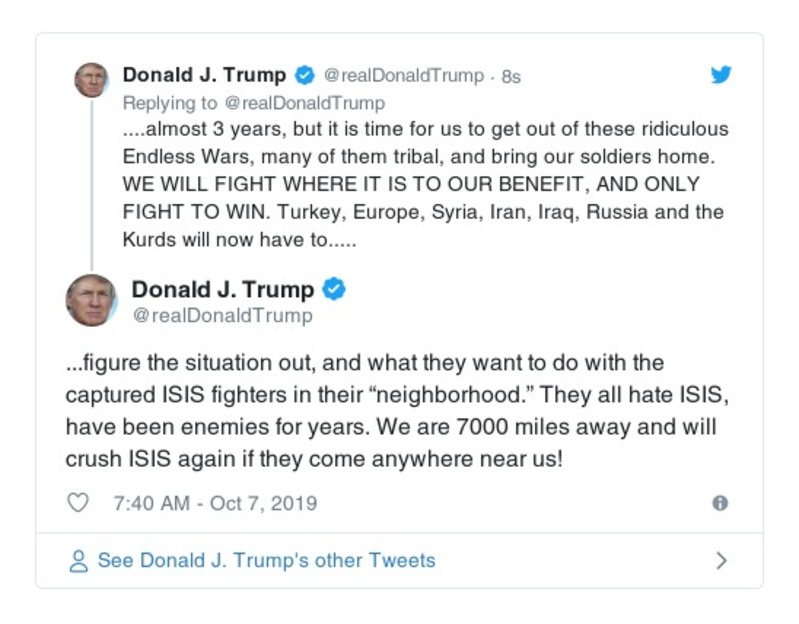 Donald J. Trump @realDonaldTrump · 8s
Replying to @realDonaldTrump
....almost 3 years, but it is time for us to get out of these ridiculous
Endless Wars, many of them tribal, and bring our soldiers home.
WE WILL FIGHT WHERE IT IS TO OUR BENEFIT, AND ONLY
FIGHT TO WIN. Turkey, Europe, Syria, Iran, Iraq, Russia and the
Kurds will now have to.....
Donald J. Trump
@realDonaldTrump
...figure the situation out, and what they want to do with the
captured ISIS fighters in their “neighborhood.” They all hate ISIS,
have been enemies for years. We are 7000 miles away and will
crush ISIS again if they come anywhere near us!
7:40 AM - Oct 7, 2019
See Donald J. Trump's other Tweets